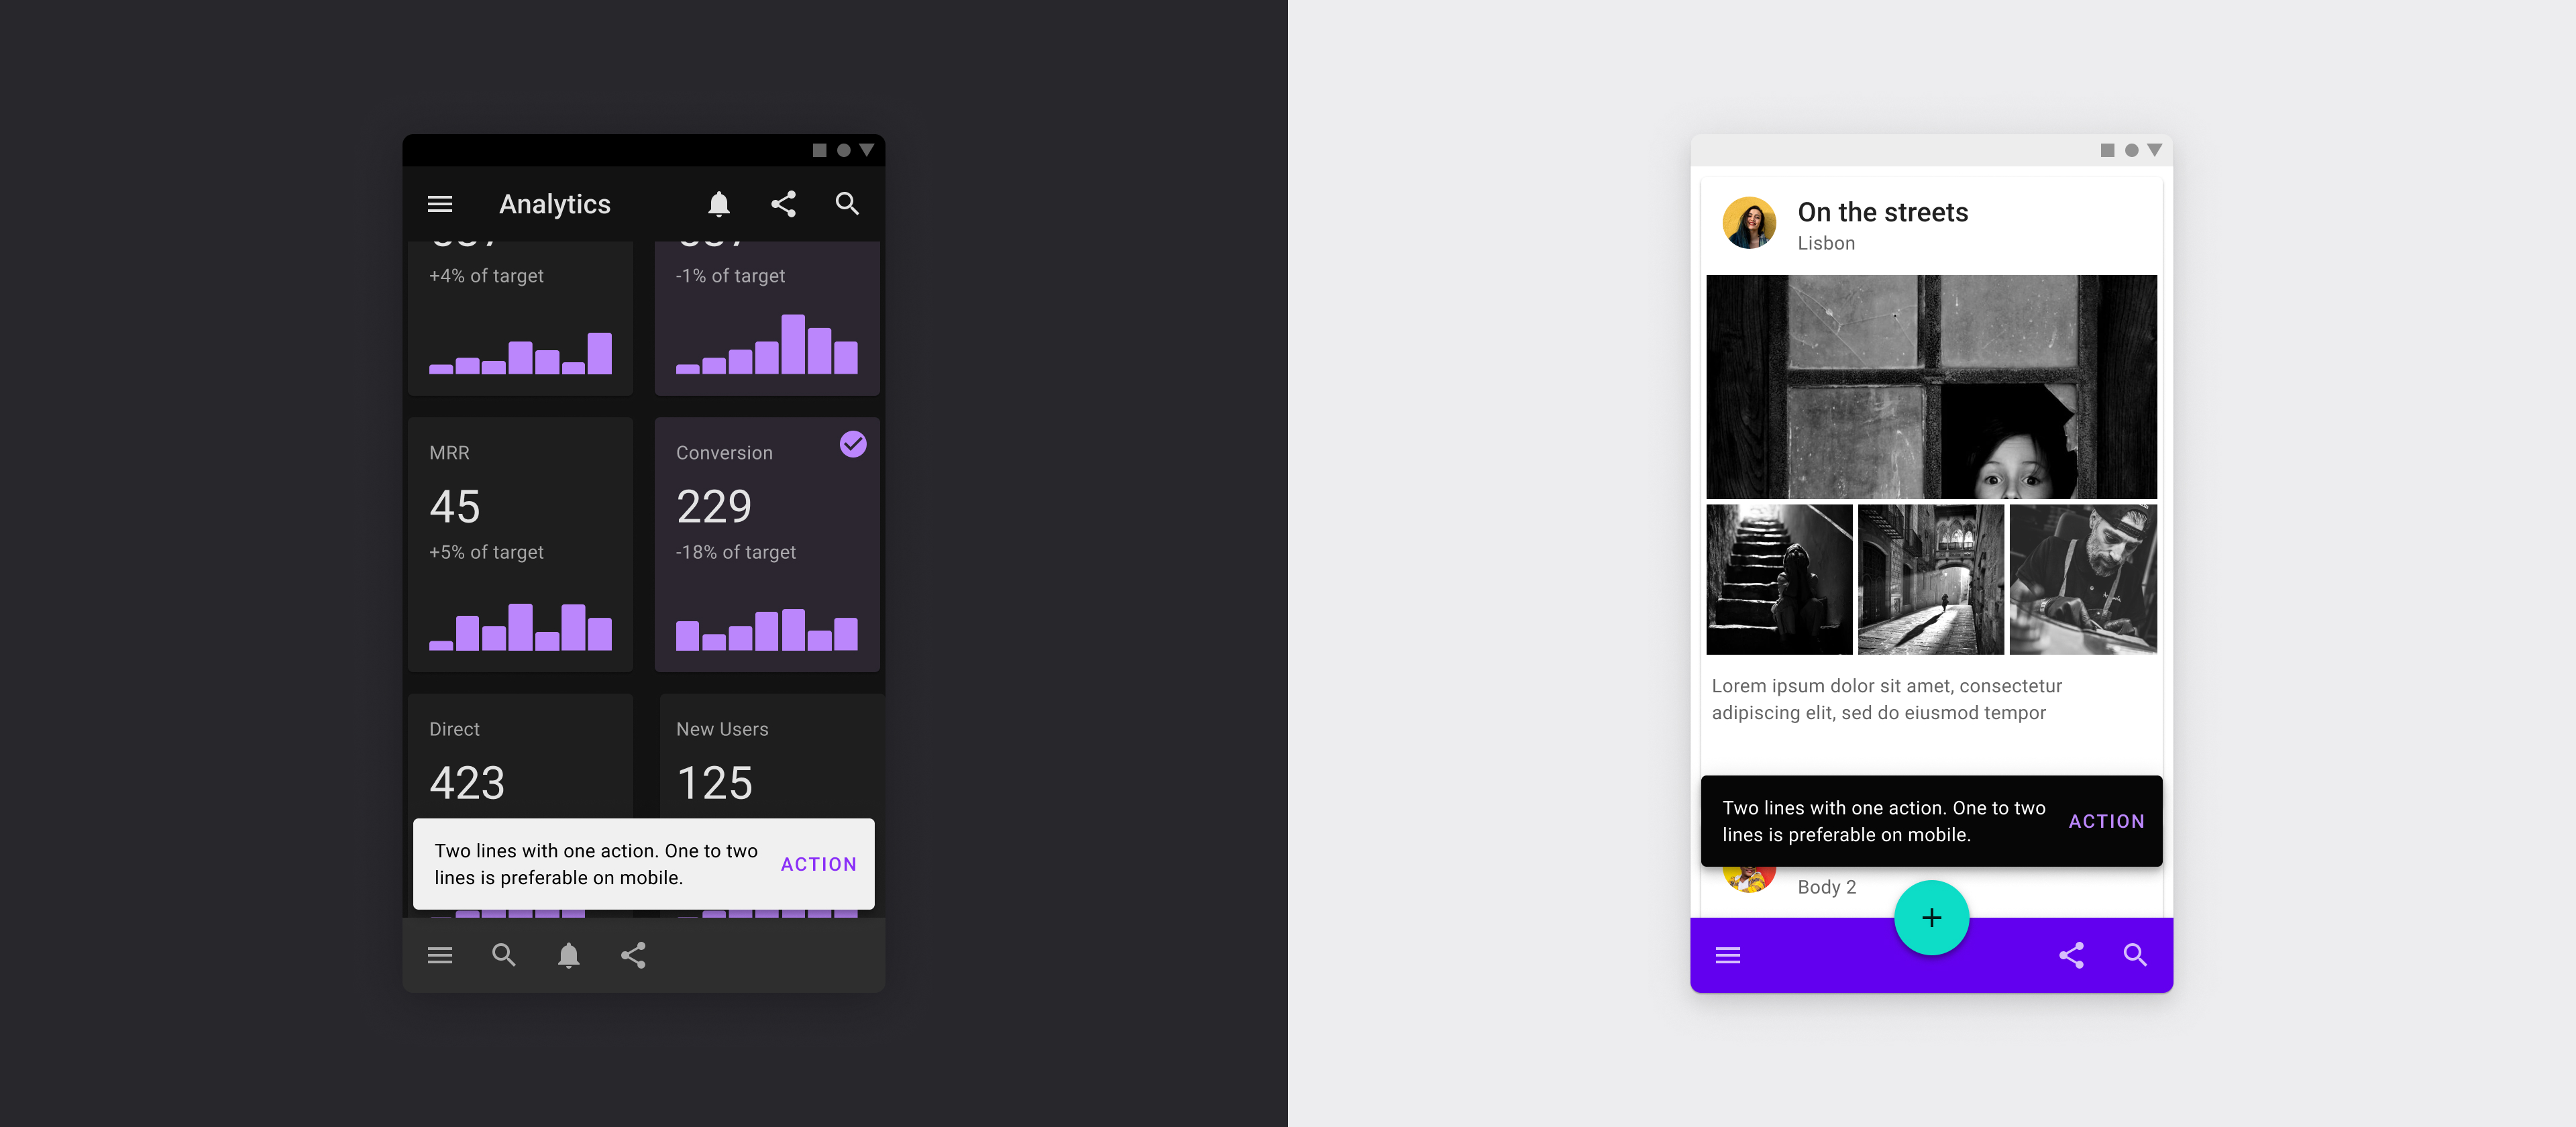 Analytics
+4% of target
-1% of target
MRR
45
+5% of target
Conversion
229
-18% of target
Direct
423
New Users
125
Two lines with one action. One to two
lines is preferable on mobile.
ACTION
On the streets
Lisbon
Lorem ipsum dolor sit amet, consectetur
adipiscing elit, sed do eiusmod tempor
Two lines with one action. One to two
lines is preferable on mobile.
ACTION
Body 2